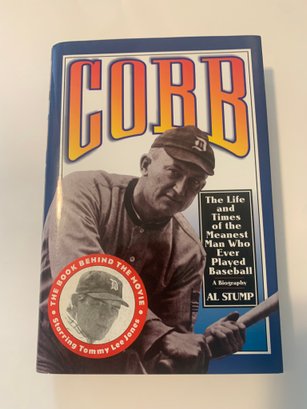 COBB
D
The Life
and
Times
of the
Meanest
Man Who
Ever
Played
Baseball
A Biography
AL STUMP
THE BOOK BEHIND THE MOVIE
Starring Tommy Lee Jones
D